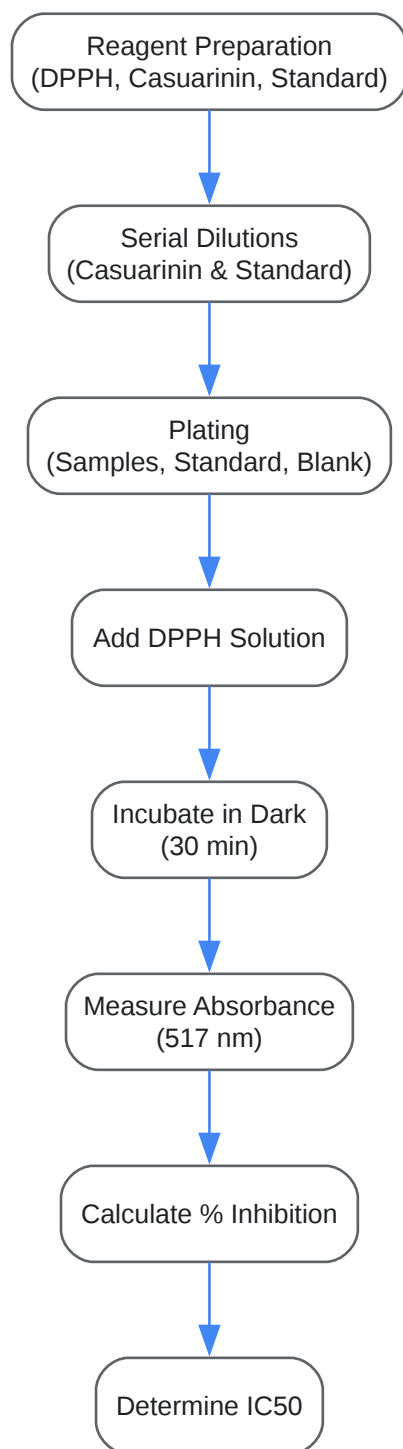 Reagent Preparation
(DPPH, Casuarinin, Standard)
Serial Dilutions
(Casuarinin & Standard)
Plating
(Samples, Standard, Blank)
Add DPPH Solution
Incubate in Dark
(30 min)
Measure Absorbance
(517 nm)
Calculate % Inhibition
Determine IC50